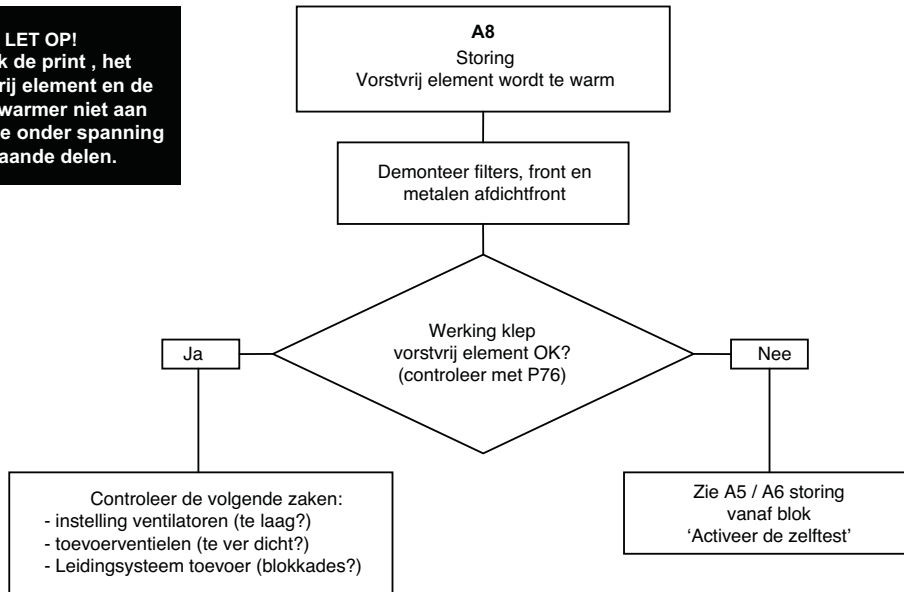 LET OP!
k de print , het
rij element en de
warmer niet aan
e onder spanning
aande delen.
A8
Storing
Vorstvrij element wordt te warm
Demonteer filters, front en
metalen afdichtfront
Werking klep
vorstvrij element OK?
(controleer met P76)
Ja
Nee
Controleer de volgende zaken:
- instelling ventilatoren (te laag?)
- toevoerventielen (te ver dicht?)
- Leidingsysteem toevoer (blokkades?)
Zie A5 / A6 storing
vanaf blok
‘Activeer de zelftest’